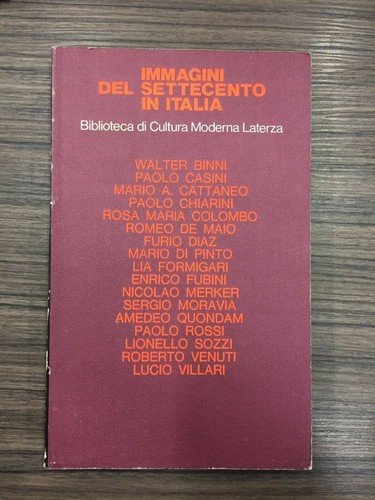 IMMAGINI
DEL SETTECENTO
IN ITALIA
Biblioteca di Cultura Moderna Laterza
WALTER BINNI
PAOLO CASINI
MARIO A. CATTANEO
PAOLO CHIARINI
ROSA MARIA COLOMBO
ROMEO DE MAIO
FURIO DIAZ
MARIO DI PINTO
LIA FORMIGARI
ENRICO FUBINI
NICOLAO MERKER
SERGIO MORAVIA
AMEDEO QUONDAM
PAOLO ROSSI
LIONELLO SOZZI
ROBERTO VENUTI
LUCIO VILLARI